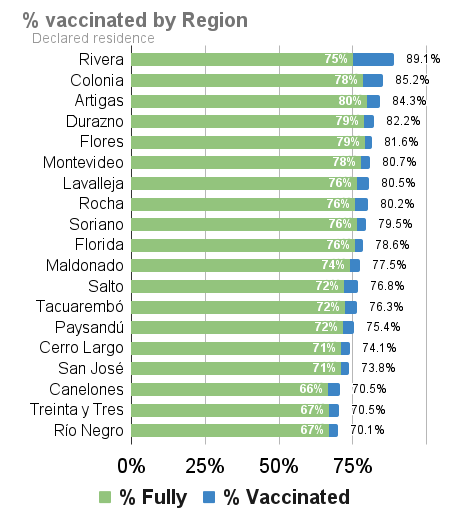 % vaccinated by Region
Declared residence
Rivera 75% 89.1%
Colonia 78% 85.2%
Artigas 80% 84.3%
Durazno 79% 82.2%
Flores 79% 81.6%
Montevideo 78% 80.7%
Lavalleja 76% 80.5%
Rocha 76% 80.2%
Soriano 76% 79.5%
Florida 76% 78.6%
Maldonado 74% 77.5%
Salto 72% 76.8%
Tacuarembó 72% 76.3%
Paysandú 72% 75.4%
Cerro Largo 71% 74.1%
San José 71% 73.8%
Canelones 66% 70.5%
Treinta y Tres 67% 70.5%
Río Negro 67% 70.1%
0% 25% 50% 75%
% Fully % Vaccinated